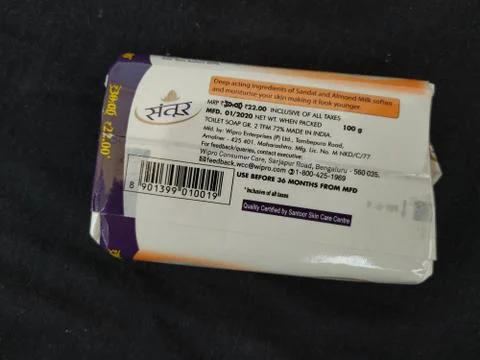 संतूर
Deep acting ingredients of Sandal and Almond Milk soften
and moisturise your skin making it look younger.
MRP ₹22.00 INCLUSIVE OF ALL TAXES
MFD. 01/2020 NET WT. WHEN PACKED 100 g
TOILET SOAP GR. 2 TFM 72% MADE IN INDIA.
Mfg. by: Wipro Enterprises (P) Ltd., Tambepura Road,
Amalner - 425 401. Maharashtra. Mfg. Lic. No. M NKD/C/77
For feedback/queries, contact executive:
Wipro Consumer Care, Sarjapur Road, Bengaluru - 560 035.
feedback.wcc@wipro.com 1-800-425-1969
USE BEFORE 36 MONTHS FROM MFD
8 901399 010019
*Inclusive of all taxes
Quality Certified by Santoor Skin Care Centre
₹22.00*